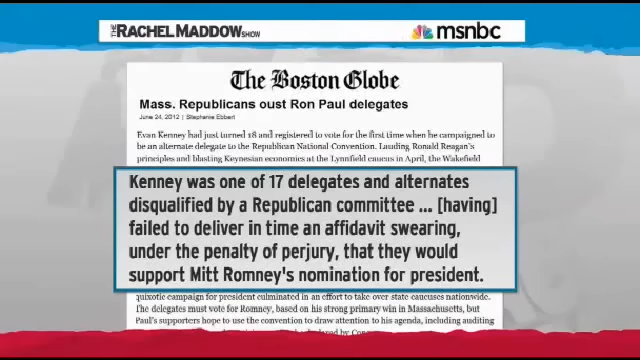 THE RACHEL MADDOW SHOW
msnbc
The Boston Globe
Mass. Republicans oust Ron Paul delegates
June 24, 2012 | Stephanie Ebbert
Evan Kenney had just turned 18 and registered to vote for the first time when he campaigned to
be an alternate delegate to the Republican National Convention. Lauding Ronald Reagan's
principles and blasting Keynesian economics at the Lynnfield caucus in April, the Wakefield
Kenney was one of 17 delegates and alternates
disqualified by a Republican committee ... [having]
failed to deliver in time an affidavit swearing,
under the penalty of perjury, that they would
support Mitt Romney's nomination for president.
quixotic campaign for president culminated in an effort to take over state caucuses nationwide.
The delegates must vote for Romney, based on his strong primary win in Massachusetts, but
Paul's supporters hope to use the convention to draw attention to his agenda, including auditing